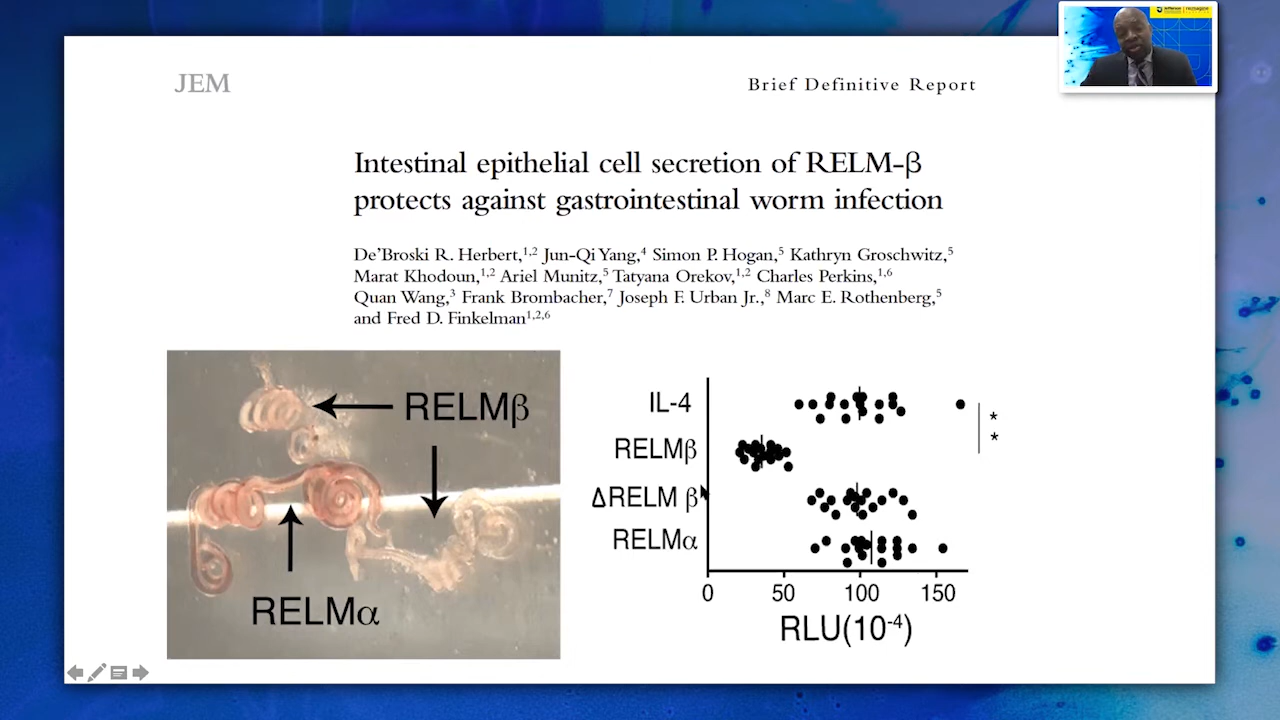 JEM
Brief Definitive Report
Intestinal epithelial cell secretion of RELM-β
protects against gastrointestinal worm infection
De'Broski R. Herbert,1,2 Jun-Qi Yang,4 Simon P. Hogan,5 Kathryn Groschwitz,5
Marat Khodoun,1,2 Ariel Munitz,5 Tatyana Orekov,1,2 Charles Perkins,1,6
Quan Wang,3 Frank Brombacher,7 Joseph F. Urban Jr.,8 Marc E. Rothenberg,5
and Fred D. Finkelman1,2,6
RELMβ
RELMα
IL-4
RELMβ
ΔRELM β
RELMα
*
*
0 50 100 150
RLU(10-4)